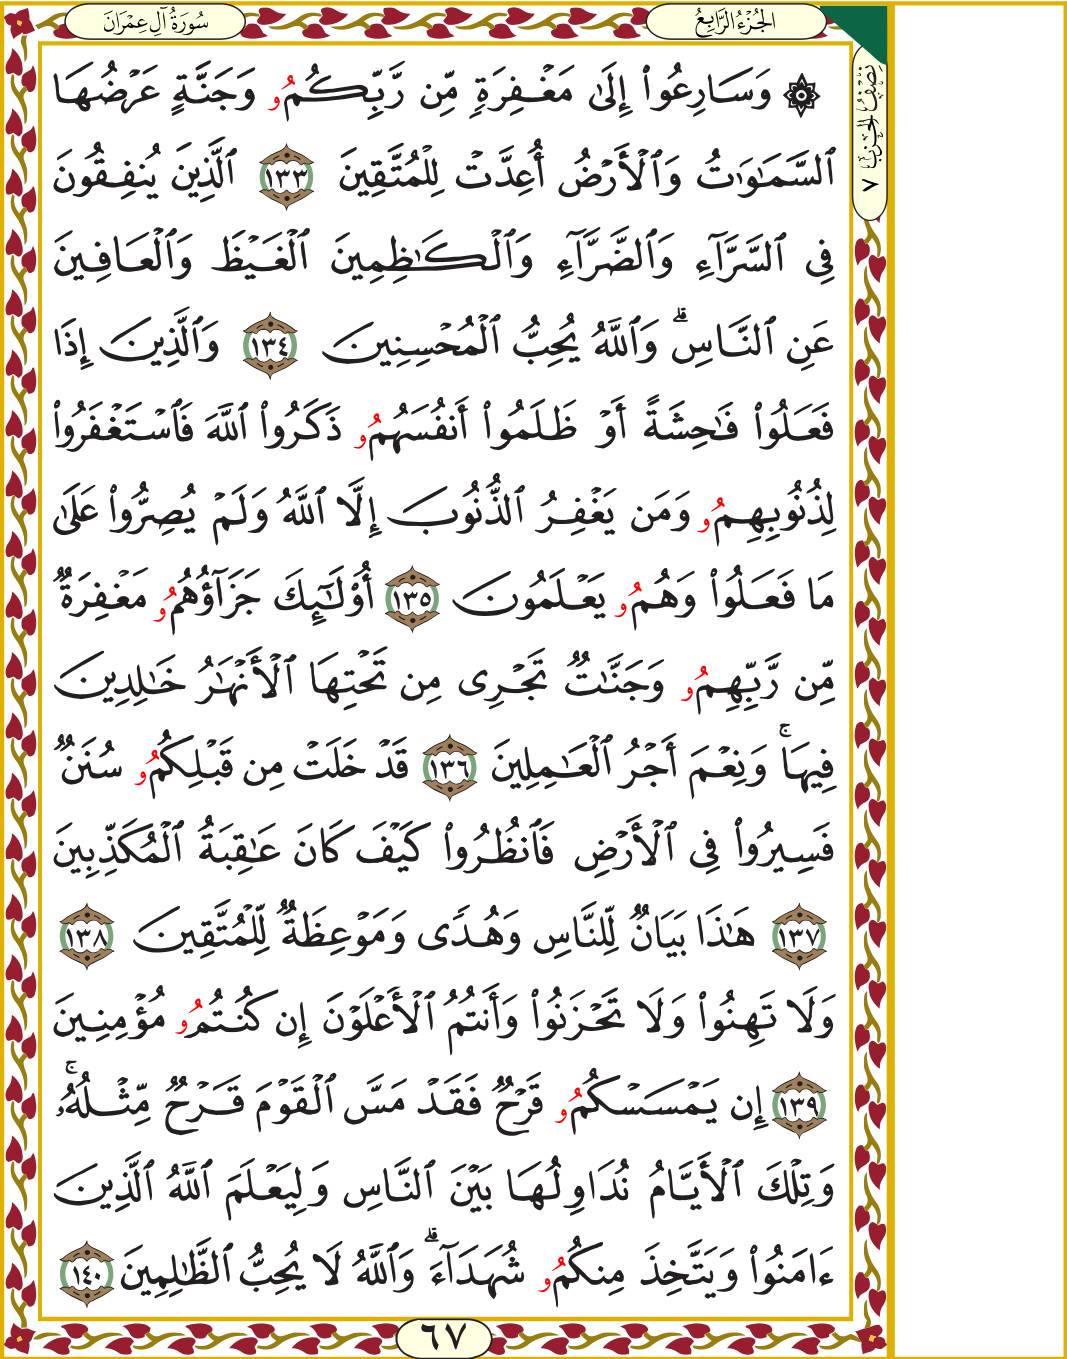 سُورَةُ آلِ عِمْرَانَ
الجُزْءُ الرَّابِعُ
نِصْفُ الحِزْبِ ٧
۞ وَسَارِعُوا۟ إِلَىٰ مَغْفِرَةٍ مِّن رَّبِّكُمُۥ وَجَنَّةٍ عَرْضُهَا
ٱلسَّمَٰوَٰتُ وَٱلْأَرْضُ أُعِدَّتْ لِلْمُتَّقِينَ ١٣٣ ٱلَّذِينَ يُنفِقُونَ
فِى ٱلسَّرَّآءِ وَٱلضَّرَّآءِ وَٱلْكَٰظِمِينَ ٱلْغَيْظَ وَٱلْعَافِينَ
عَنِ ٱلنَّاسِۗ وَٱللَّهُ يُحِبُّ ٱلْمُحْسِنِينَ ١٣٤ وَٱلَّذِينَ إِذَا
فَعَلُوا۟ فَٰحِشَةً أَوْ ظَلَمُوا۟ أَنفُسَهُمُۥ ذَكَرُوا۟ ٱللَّهَ فَٱسْتَغْفَرُوا۟
لِذُنُوبِهِمُۥ وَمَن يَغْفِرُ ٱلذُّنُوبَ إِلَّا ٱللَّهُ وَلَمْ يُصِرُّوا۟ عَلَىٰ
مَا فَعَلُوا۟ وَهُمُۥ يَعْلَمُونَ ١٣٥ أُو۟لَٰٓئِكَ جَزَآؤُهُمُۥ مَغْفِرَةٌ
مِّن رَّبِّهِمُۥ وَجَنَّٰتٌ تَجْرِى مِن تَحْتِهَا ٱلْأَنْهَٰرُ خَٰلِدِينَ
فِيهَاۚ وَنِعْمَ أَجْرُ ٱلْعَٰمِلِينَ ١٣٦ قَدْ خَلَتْ مِن قَبْلِكُمُۥ سُنَنٌ
فَسِيرُوا۟ فِى ٱلْأَرْضِ فَٱنظُرُوا۟ كَيْفَ كَانَ عَٰقِبَةُ ٱلْمُكَذِّبِينَ
١٣٧ هَٰذَا بَيَانٌ لِّلنَّاسِ وَهُدًى وَمَوْعِظَةٌ لِّلْمُتَّقِينَ ١٣٨
وَلَا تَهِنُوا۟ وَلَا تَحْزَنُوا۟ وَأَنتُمُ ٱلْأَعْلَوْنَ إِن كُنتُمُۥ مُؤْمِنِينَ
١٣٩ إِن يَمْسَسْكُمُۥ قَرْحٌ فَقَدْ مَسَّ ٱلْقَوْمَ قَرْحٌ مِّثْلُهُۥۚ
وَتِلْكَ ٱلْأَيَّامُ نُدَاوِلُهَا بَيْنَ ٱلنَّاسِ وَلِيَعْلَمَ ٱللَّهُ ٱلَّذِينَ
ءَامَنُوا۟ وَيَتَّخِذَ مِنكُمُۥ شُهَدَآءَۗ وَٱللَّهُ لَا يُحِبُّ ٱلظَّٰلِمِينَ ١٤٠
٦٧